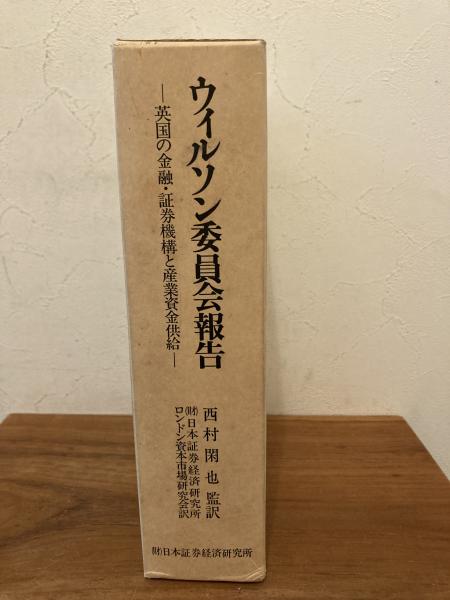 ウィルソン委員会報告
―英国の金融・証券機構と産業資金供給―
西村閑也監訳
㈶日本証券経済研究所
ロンドン資本市場研究会訳
㈶日本証券経済研究所